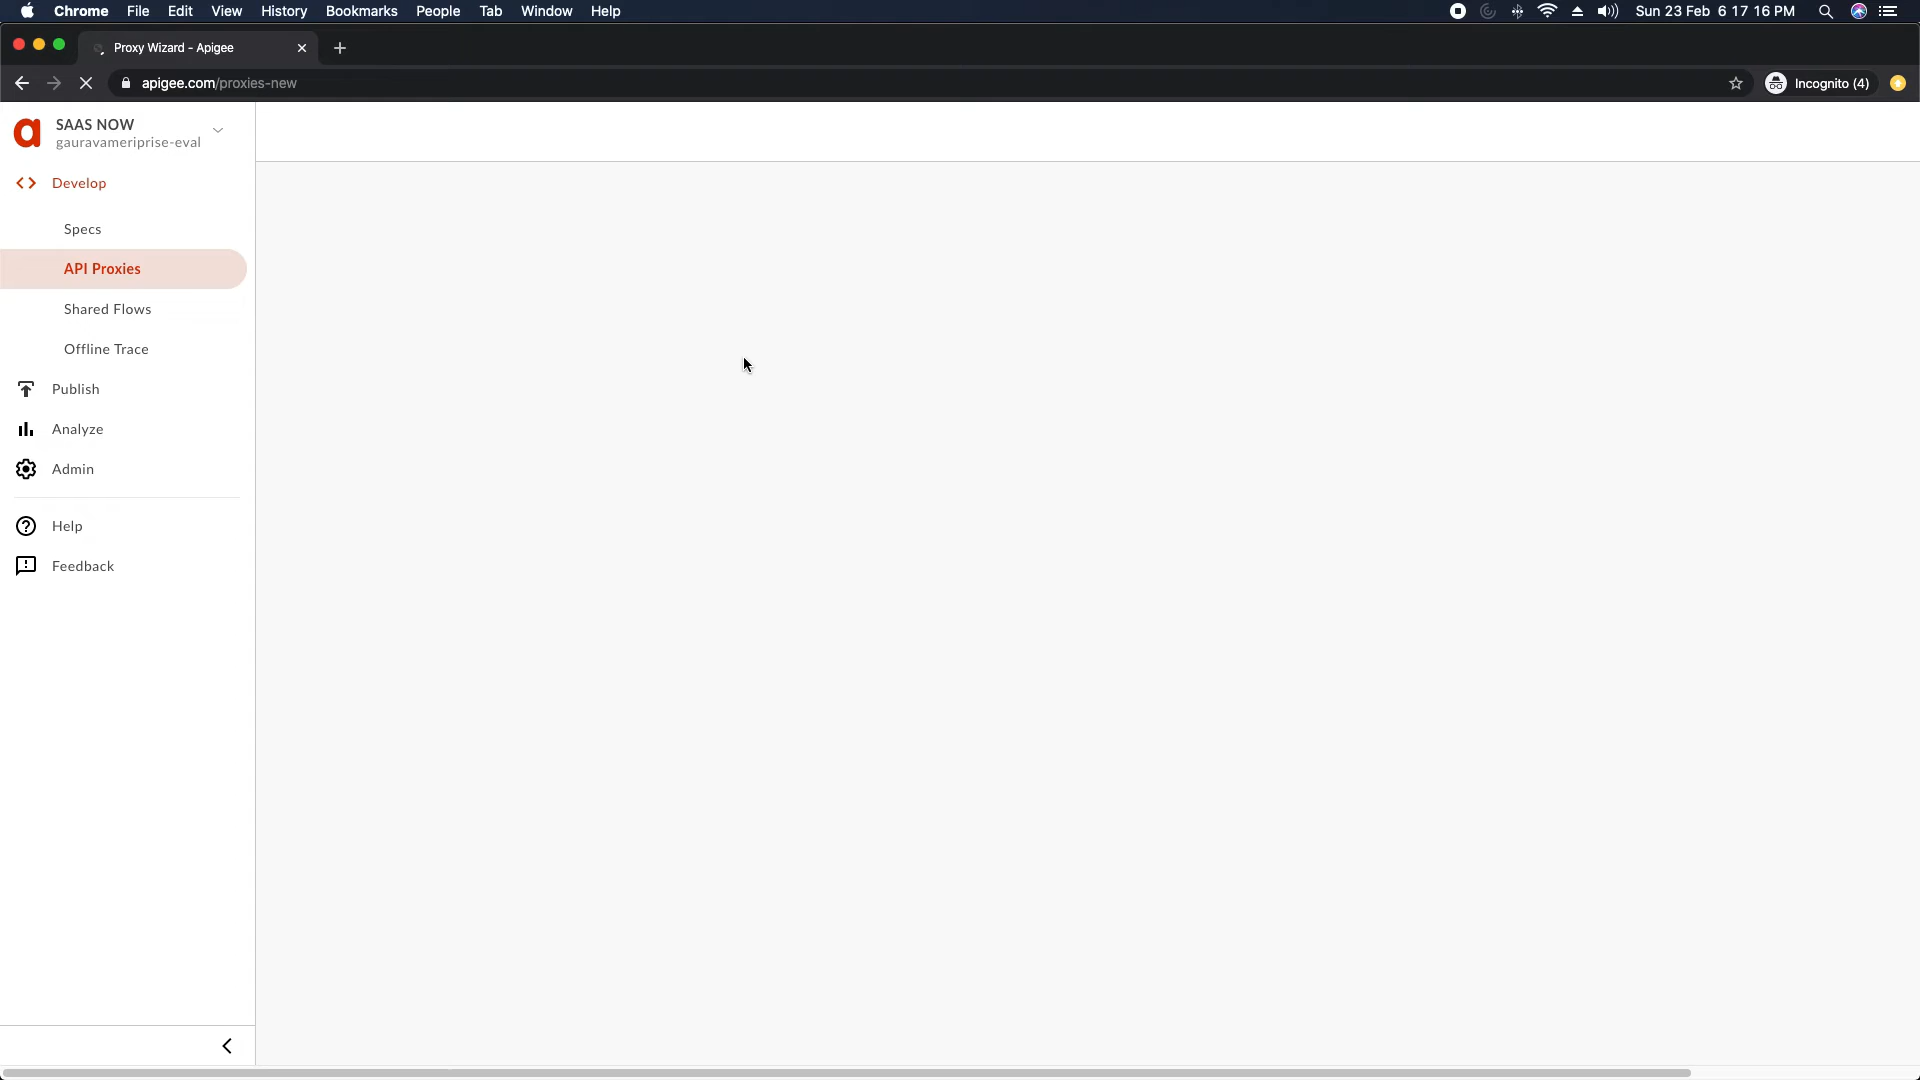 Chrome File Edit View History Bookmarks People Tab Window Help Sun 23 Feb 6 17 16 PM
Proxy Wizard - Apigee
apigee.com/proxies-new Incognito (4)
SAAS NOW
gauravameriprise-eval
Develop
Specs
API Proxies
Shared Flows
Offline Trace
Publish
Analyze
Admin
Help
Feedback